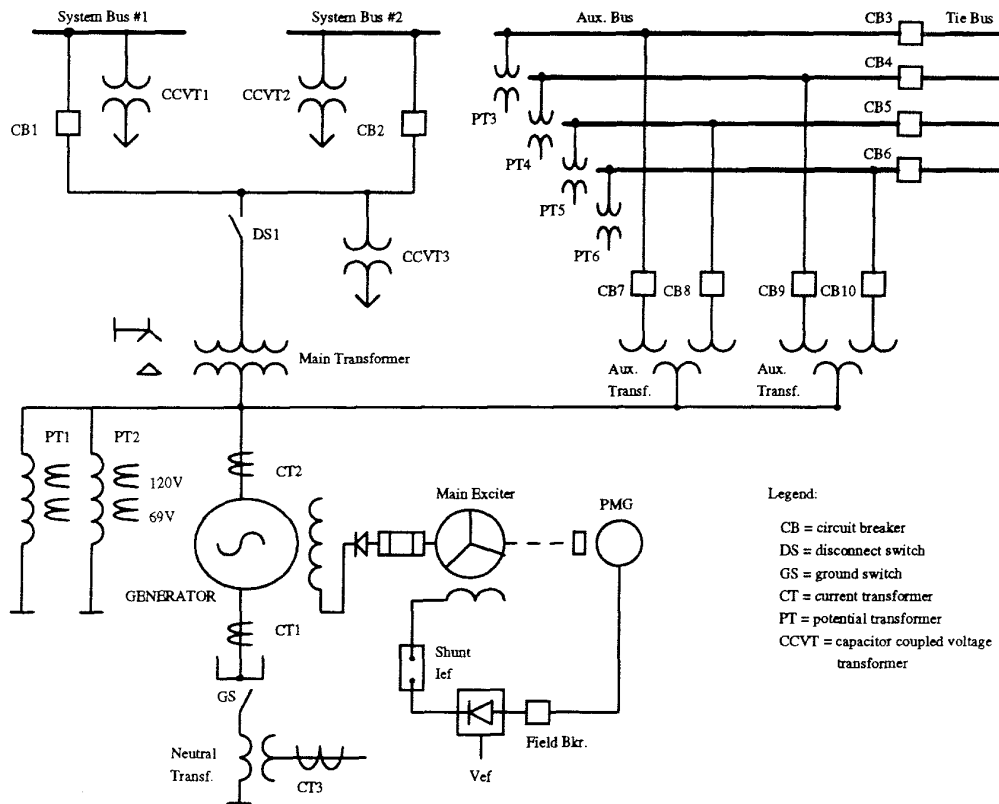 System Bus #1
System Bus #2
Aux. Bus
CB3
Tie Bus
CCVT1
CCVT2
CB1
CB2
CB4
CB5
CB6
PT3
PT4
PT5
PT6
DS1
CCVT3
CB7
CB8
CB9
CB10
Main Transformer
Aux.
Transf.
Aux.
Transf.
PT1
PT2
120V
69V
CT2
GENERATOR
CT1
Main Exciter
PMG
Shunt
Ief
Field Bkr.
Vef
GS
Neutral
Transf.
CT3
Legend:
CB = circuit breaker
DS = disconnect switch
GS = ground switch
CT = current transformer
PT = potential transformer
CCVT = capacitor coupled voltage
transformer